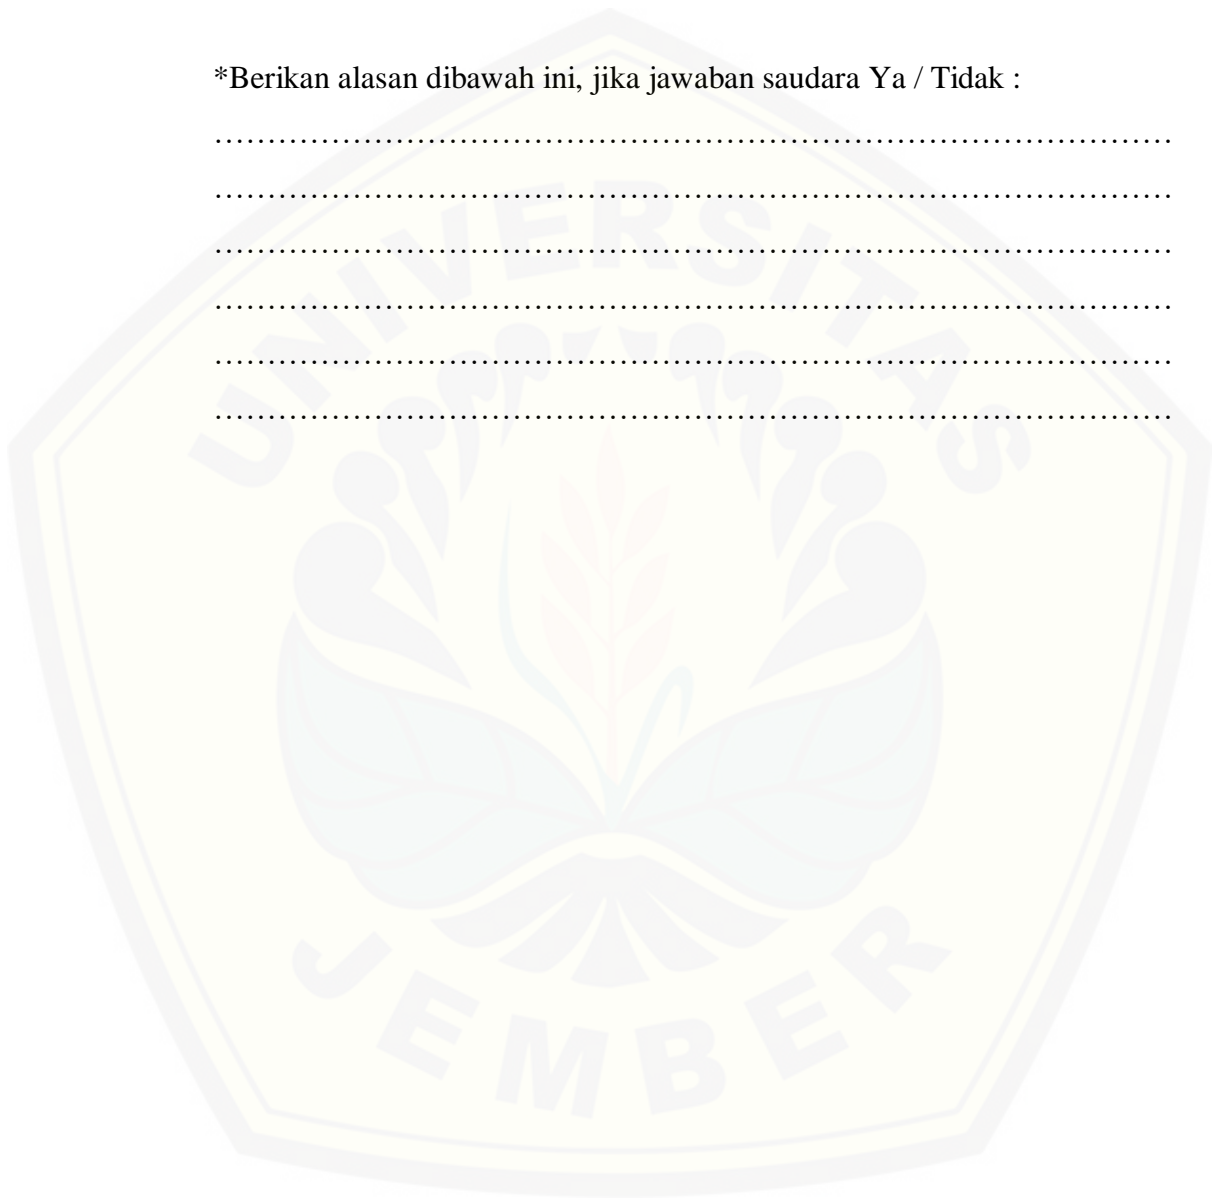 *Berikan alasan dibawah ini, jika jawaban saudara Ya / Tidak :
………………………………………………………………………………
………………………………………………………………………………
………………………………………………………………………………
………………………………………………………………………………
………………………………………………………………………………
………………………………………………………………………………
UNIVERSITAS
JEMBER